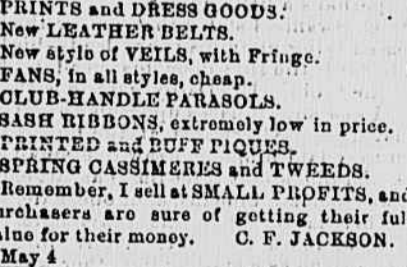 PRINTS and DRESS GOODS.
New LEATHER BELTS.
New style of VEILS, with Fringe.
FANS, in all styles, cheap.
CLUB-HANDLE PARASOLS.
SASH RIBBONS, extremely low in price.
PRINTED and BUFF PIQUES.
SPRING CASSIMERES and TWEEDS.
Remember, I sell at SMALL PROFITS, and
urchasers are sure of getting their ful
alue for their money. C. F. JACKSON.
May 4